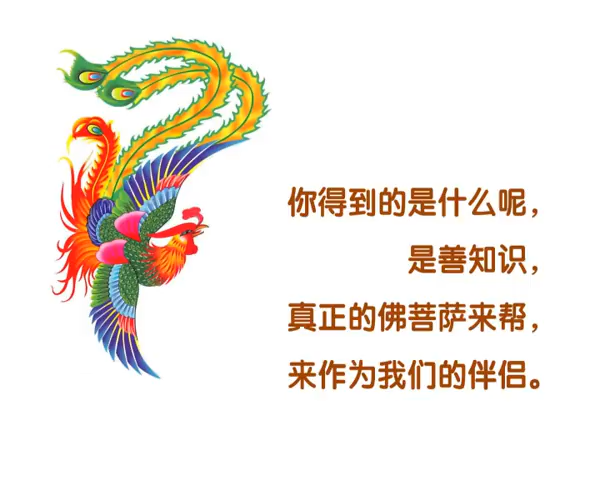 你得到的是什么呢，
是善知识，
真正的佛菩萨来帮，
来作为我们的伴侣。